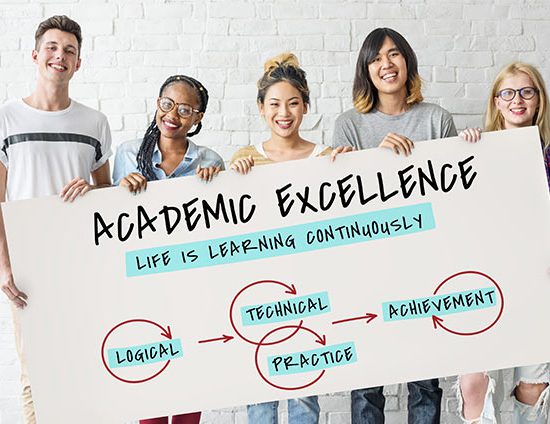 ACADEMIC EXCELLENCE
LIFE IS LEARNING CONTINUOUSLY
LOGICAL
TECHNICAL
PRACTICE
ACHIEVEMENT